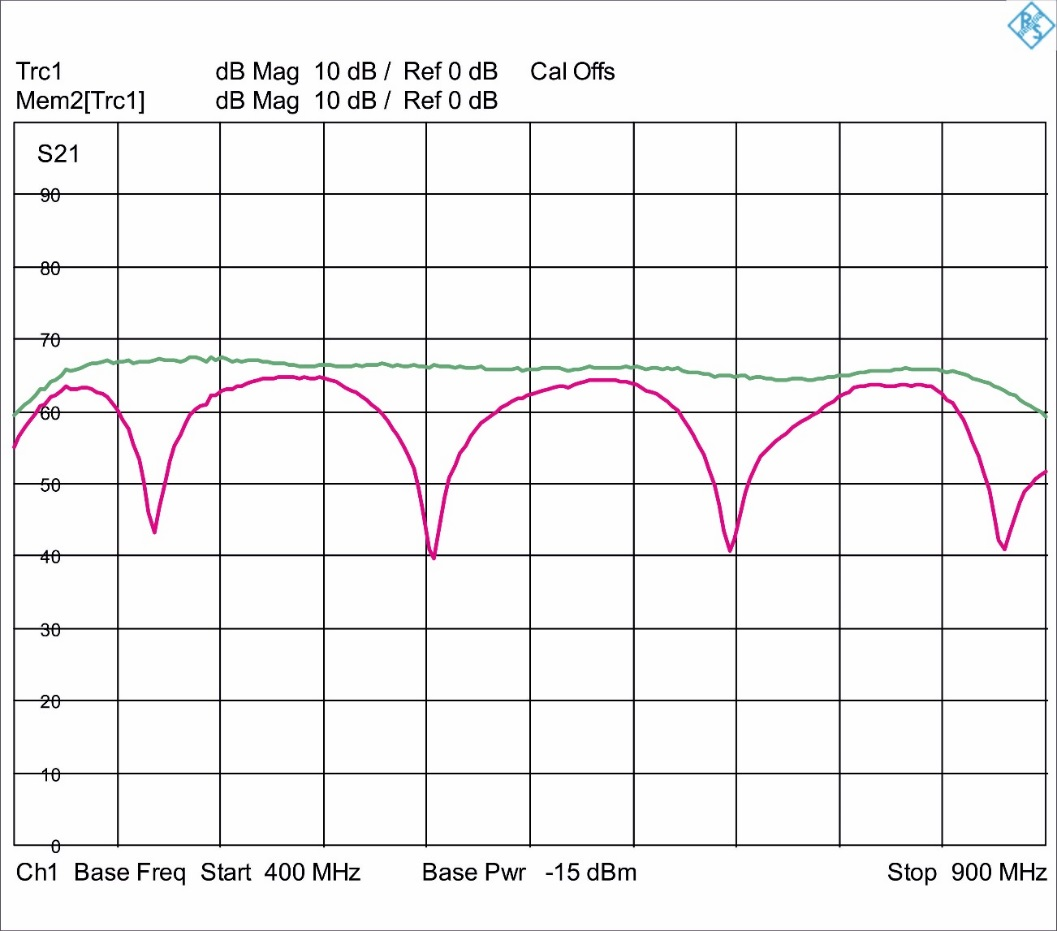 R S
Trc1 dB Mag 10 dB / Ref 0 dB Cal Offs
Mem2[Trc1] dB Mag 10 dB / Ref 0 dB
S21
90
80
70
60
50
40
30
20
10
0
Ch1 Base Freq Start 400 MHz Base Pwr -15 dBm Stop 900 MHz